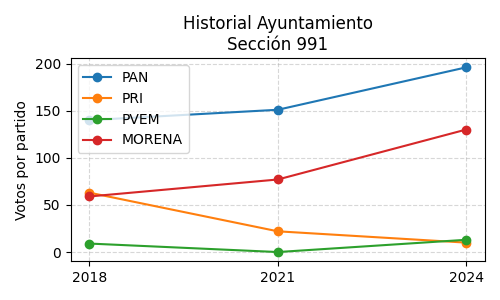 Historial Ayuntamiento
Sección 991
Votos por partido
200
150
100
50
0
PAN
PRI
PVEM
MORENA
2018 2021 2024